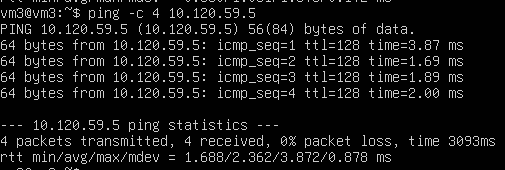 vm3@vm3:~$ ping -c 4 10.120.59.5
PING 10.120.59.5 (10.120.59.5) 56(84) bytes of data.
64 bytes from 10.120.59.5: icmp_seq=1 ttl=128 time=3.87 ms
64 bytes from 10.120.59.5: icmp_seq=2 ttl=128 time=1.69 ms
64 bytes from 10.120.59.5: icmp_seq=3 ttl=128 time=1.89 ms
64 bytes from 10.120.59.5: icmp_seq=4 ttl=128 time=2.00 ms
--- 10.120.59.5 ping statistics ---
4 packets transmitted, 4 received, 0% packet loss, time 3093ms
rtt min/avg/max/mdev = 1.688/2.362/3.872/0.878 ms